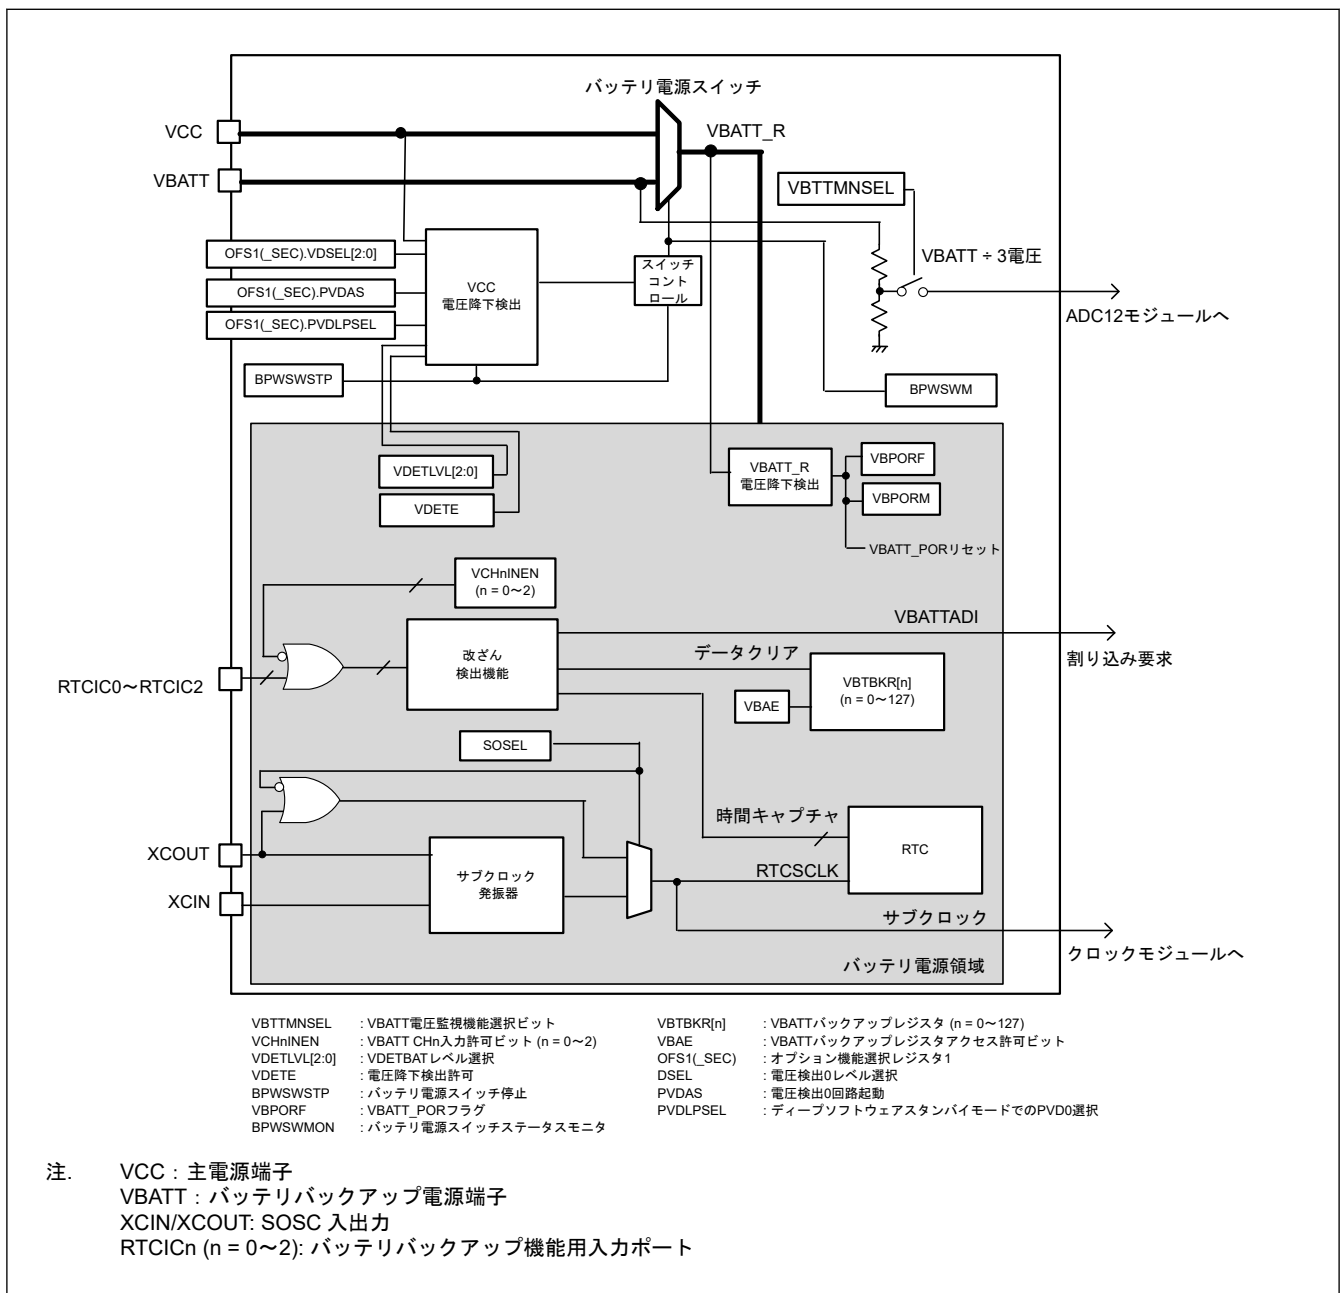 バッテリ電源スイッチ
VCC
VBATT_R
VBATT
VBTTMNSEL
OFS1(_SEC).VDSEL[2:0]
OFS1(_SEC).PVDAS
OFS1(_SEC).PVDLPSEL
VCC
電圧降下検出
スイッチ
コント
ロール
VBATT ÷ 3電圧
ADC12モジュールへ
BPWSWSTP
BPWSWM
VDETLVL[2:0]
VDETE
VBATT_R
電圧降下検出
VBPORF
VBPORM
VBATT_PORリセット
VCHnINEN
(n = 0～2)
VBATTADI
割り込み要求
RTCIC0～RTCIC2
改ざん
検出機能
データクリア
VBTBKR[n]
(n = 0～127)
VBAE
SOSEL
時間キャプチャ
RTC
XCOUT
XCIN
サブクロック
発振器
RTCSCLK
サブクロック
クロックモジュールへ
バッテリ電源領域
VBTTMNSEL : VBATT電圧監視機能選択ビット
VCHnINEN : VBATT CHn入力許可ビット (n = 0～2)
VDETLVL[2:0] : VDETBATレベル選択
VDETE : 電圧降下検出許可
BPWSWSTP : バッテリ電源スイッチ停止
VBPORF : VBATT_PORフラグ
BPWSWMON : バッテリ電源スイッチステータスモニタ
VBTBKR[n] : VBATTバックアップレジスタ (n = 0～127)
VBAE : VBATTバックアップレジスタアクセス許可ビット
OFS1(_SEC) : オプション機能選択レジスタ1
DSEL : 電圧検出0レベル選択
PVDAS : 電圧検出0回路起動
PVDLPSEL : ディープソフトウェアスタンバイモードでのPVD0選択
注. VCC : 主電源端子
VBATT : バッテリバックアップ電源端子
XCIN/XCOUT: SOSC 入出力
RTCICn (n = 0～2): バッテリバックアップ機能用入力ポート